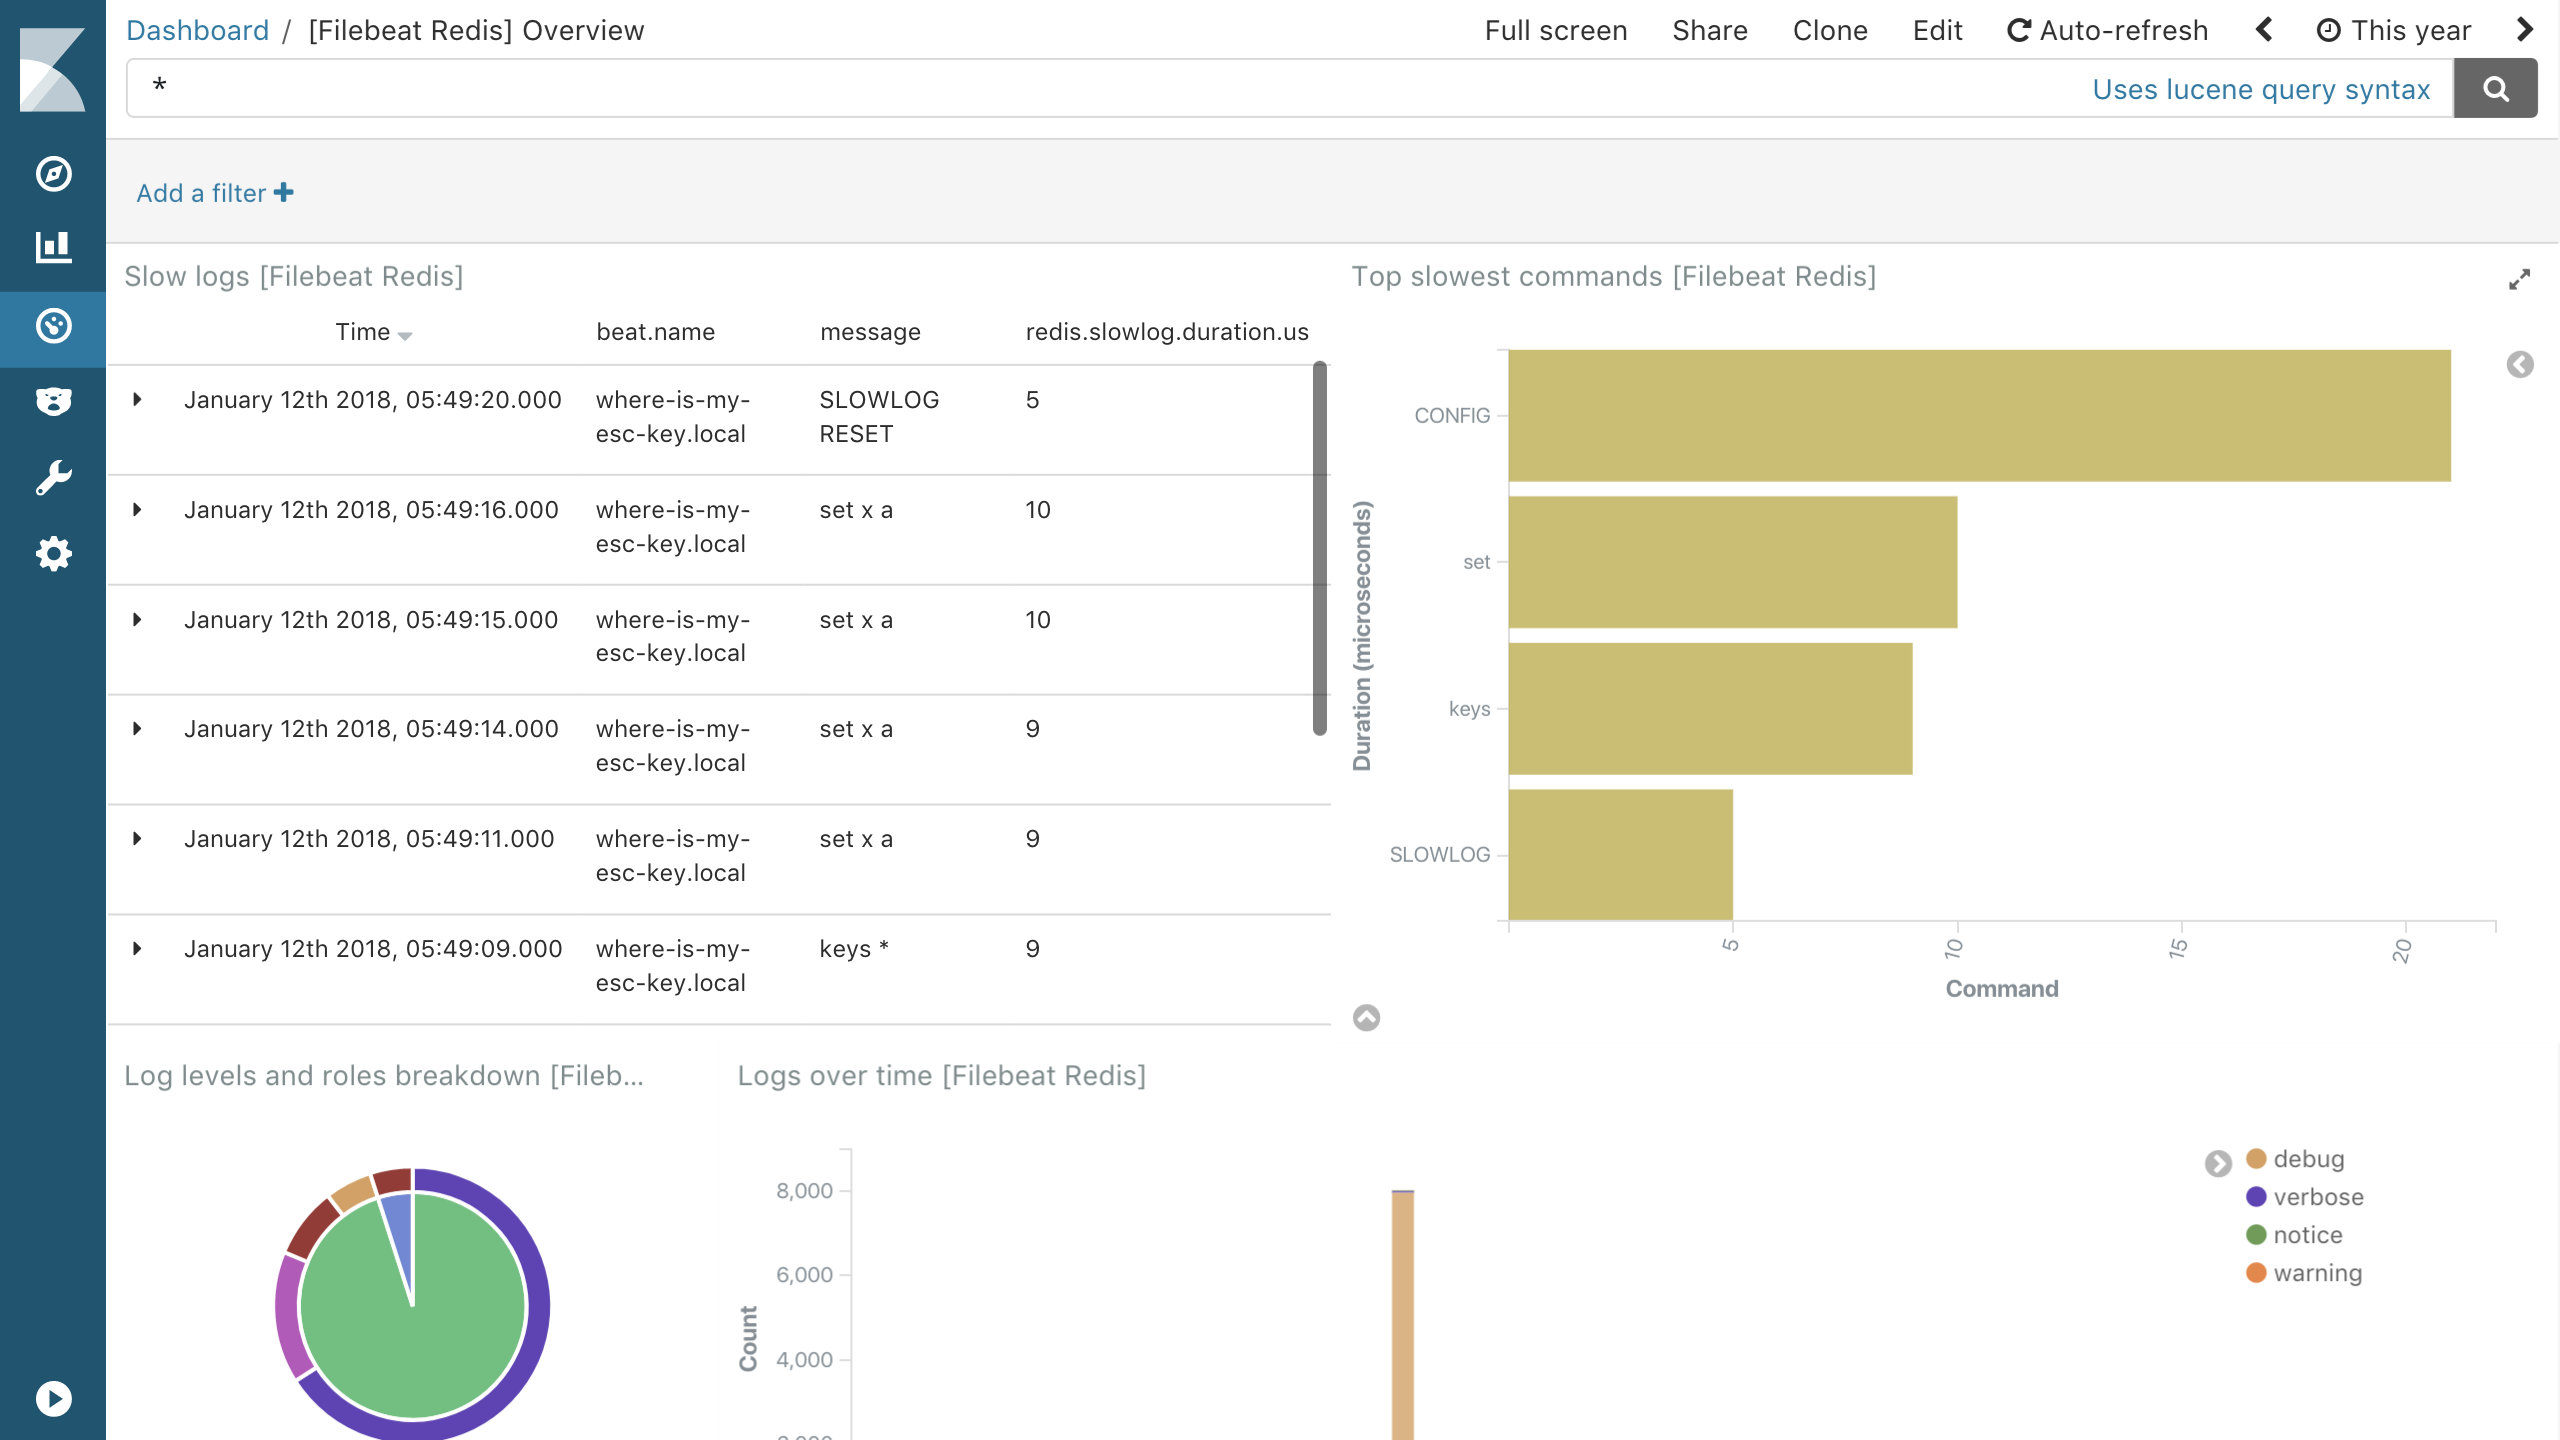 Dashboard / [Filebeat Redis] Overview
Full screen Share Clone Edit Auto-refresh This year
*
Uses lucene query syntax
Add a filter
Slow logs [Filebeat Redis]
Time beat.name message redis.slowlog.duration.us
January 12th 2018, 05:49:20.000 where-is-my-esc-key.local SLOWLOG RESET 5
January 12th 2018, 05:49:16.000 where-is-my-esc-key.local set x a 10
January 12th 2018, 05:49:15.000 where-is-my-esc-key.local set x a 10
January 12th 2018, 05:49:14.000 where-is-my-esc-key.local set x a 9
January 12th 2018, 05:49:11.000 where-is-my-esc-key.local set x a 9
January 12th 2018, 05:49:09.000 where-is-my-esc-key.local keys * 9
Top slowest commands [Filebeat Redis]
Duration (microseconds)
CONFIG
set
keys
SLOWLOG
5 10 15 20
Command
Log levels and roles breakdown [Fileb...
Logs over time [Filebeat Redis]
Count
8,000
6,000
4,000
debug
verbose
notice
warning